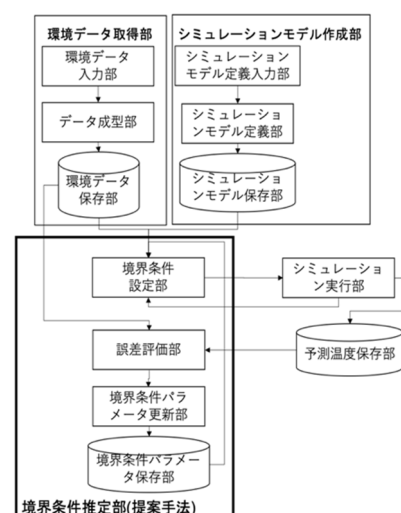 環境データ取得部
環境データ
入力部
データ成型部
環境データ
保存部
シミュレーションモデル作成部
シミュレーション
モデル定義入力部
シミュレーショ
ンモデル定義部
シミュレーショ
ンモデル保存部
境界条件
設定部
シミュレーショ
ン実行部
誤差評価部
予測温度保存部
境界条件パラ
メータ更新部
境界条件パラメー
タ保存部
境界条件推定部(提案手法)